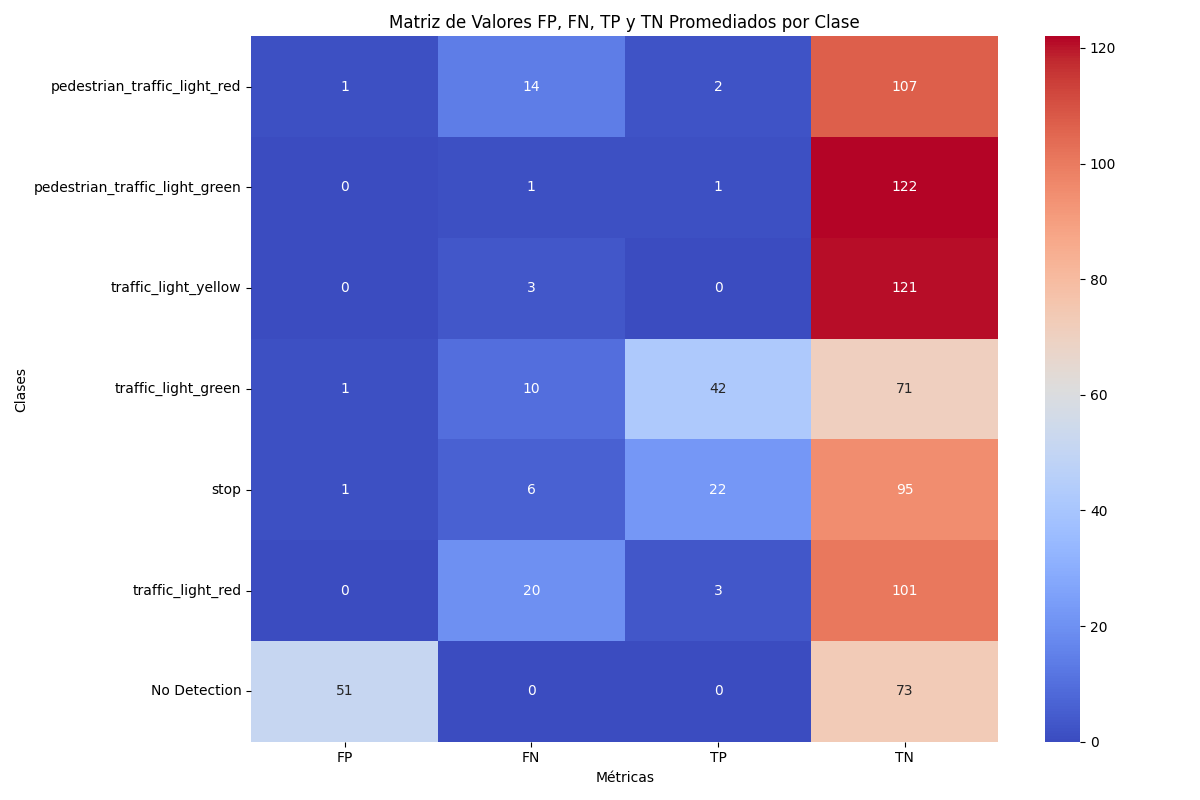 Matriz de Valores FP, FN, TP y TN Promediados por Clase
Clases
pedestrian_traffic_light_red 1 14 2 107
pedestrian_traffic_light_green 0 1 1 122
traffic_light_yellow 0 3 0 121
traffic_light_green 1 10 42 71
stop 1 6 22 95
traffic_light_red 0 20 3 101
No Detection 51 0 0 73
FP FN TP TN
Métricas
120
100
80
60
40
20
0